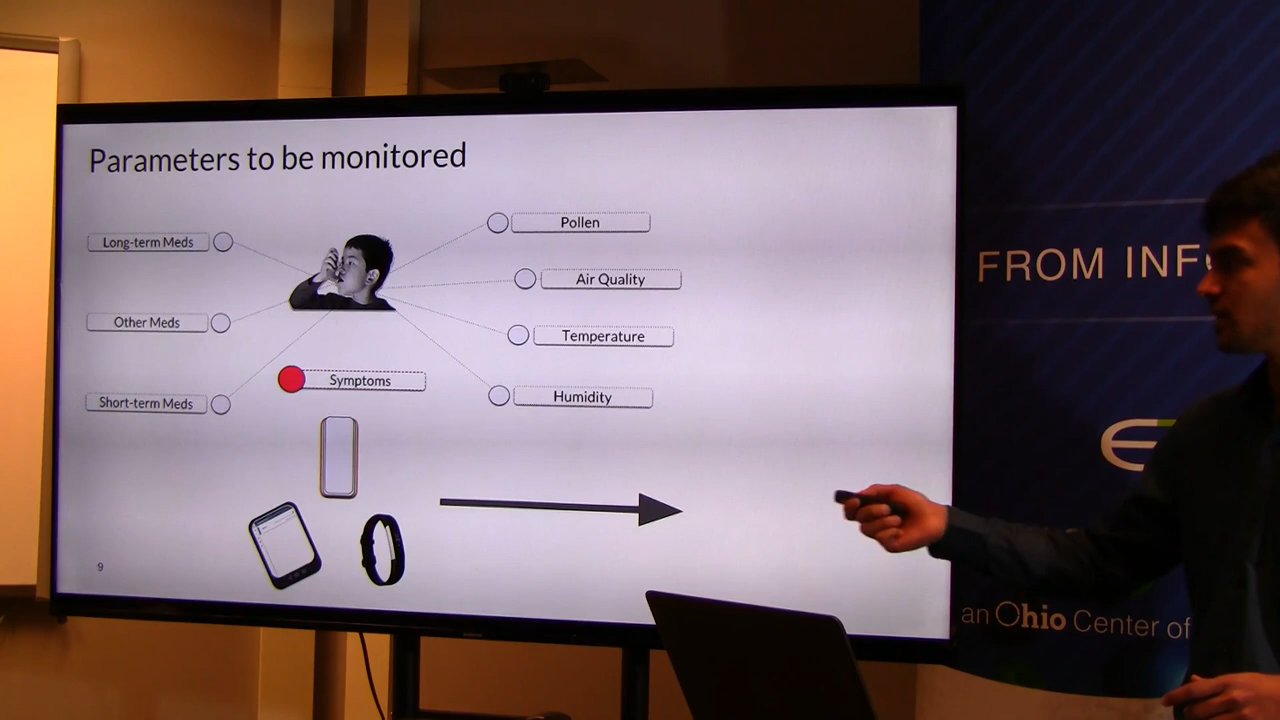 Parameters to be monitored
Long-term Meds
Other Meds
Short-term Meds
Symptoms
Pollen
Air Quality
Temperature
Humidity
9
FROM INF
an Ohio Center of